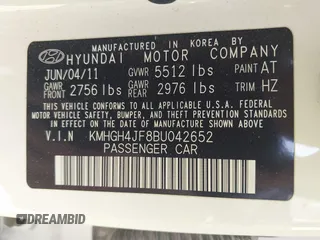 MANUFACTURED IN KOREA BY
HYUNDAI MOTOR COMPANY
JUN/04/11 GVWR 5512 lbs PAINT AT
GAWR FRONT 2756 lbs GAWR REAR 2976 lbs TRIM HZ
THIS VEHICLE CONFORMS TO ALL APPLICABLE FEDERAL MOTOR VEHICLE
SAFETY, BUMPER, AND THEFT PREVENTION STANDARDS IN EFFECT
ON THE DATE OF MANUFACTURE SHOWN ABOVE.
V.I.N KMHGH4JF8BU042652
PASSENGER CAR
DREAMBID